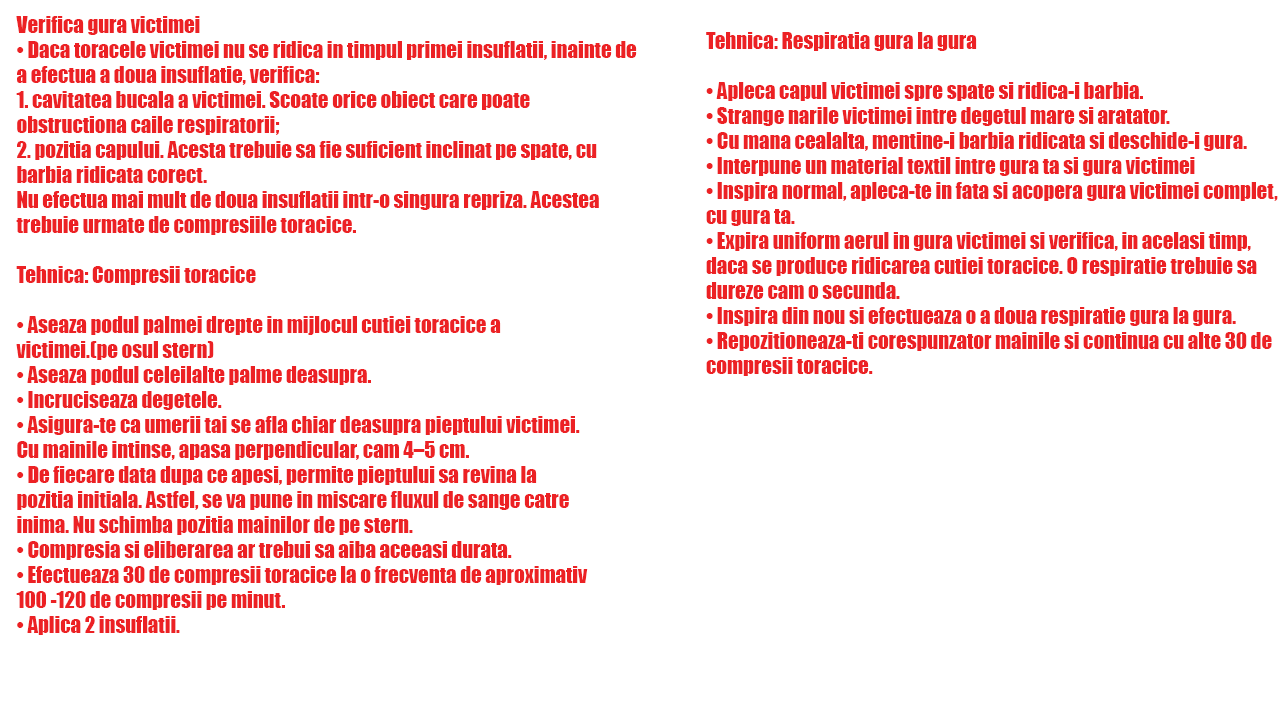 Verifica gura victimei
• Daca toracele victimei nu se ridica in timpul primei insuflatii, inainte de
a efectua a doua insuflatie, verifica:
1. cavitatea bucala a victimei. Scoate orice obiect care poate
obstructiona caile respiratorii;
2. pozitia capului. Acesta trebuie sa fie suficient inclinat pe spate, cu
barbia ridicata corect.
Nu efectua mai mult de doua insuflatii intr-o singura repriza. Acestea
trebuie urmate de compresiile toracice.
Tehnica: Compresii toracice
• Aseaza podul palmei drepte in mijlocul cutiei toracice a
victimei.(pe osul stern)
• Aseaza podul celeilalte palme deasupra.
• Incruciseaza degetele.
• Asigura-te ca umerii tai se afla chiar deasupra pieptului victimei.
Cu mainile intinse, apasa perpendicular, cam 4–5 cm.
• De fiecare data dupa ce apesi, permite pieptului sa revina la
pozitia initiala. Astfel, se va pune in miscare fluxul de sange catre
inima. Nu schimba pozitia mainilor de pe stern.
• Compresia si eliberarea ar trebui sa aiba aceeasi durata.
• Efectueaza 30 de compresii toracice la o frecventa de aproximativ
100 -120 de compresii pe minut.
• Aplica 2 insuflatii.
Tehnica: Respiratia gura la gura
• Apleca capul victimei spre spate si ridica-i barbia.
• Strange narile victimei intre degetul mare si aratator.
• Cu mana cealalta, mentine-i barbia ridicata si deschide-i gura.
• Interpune un material textil intre gura ta si gura victimei
• Inspira normal, apleca-te in fata si acopera gura victimei complet,
cu gura ta.
• Expira uniform aerul in gura victimei si verifica, in acelasi timp,
daca se produce ridicarea cutiei toracice. O respiratie trebuie sa
dureze cam o secunda.
• Inspira din nou si efectueaza o a doua respiratie gura la gura.
• Repozitioneaza-ti corespunzator mainile si continua cu alte 30 de
compresii toracice.